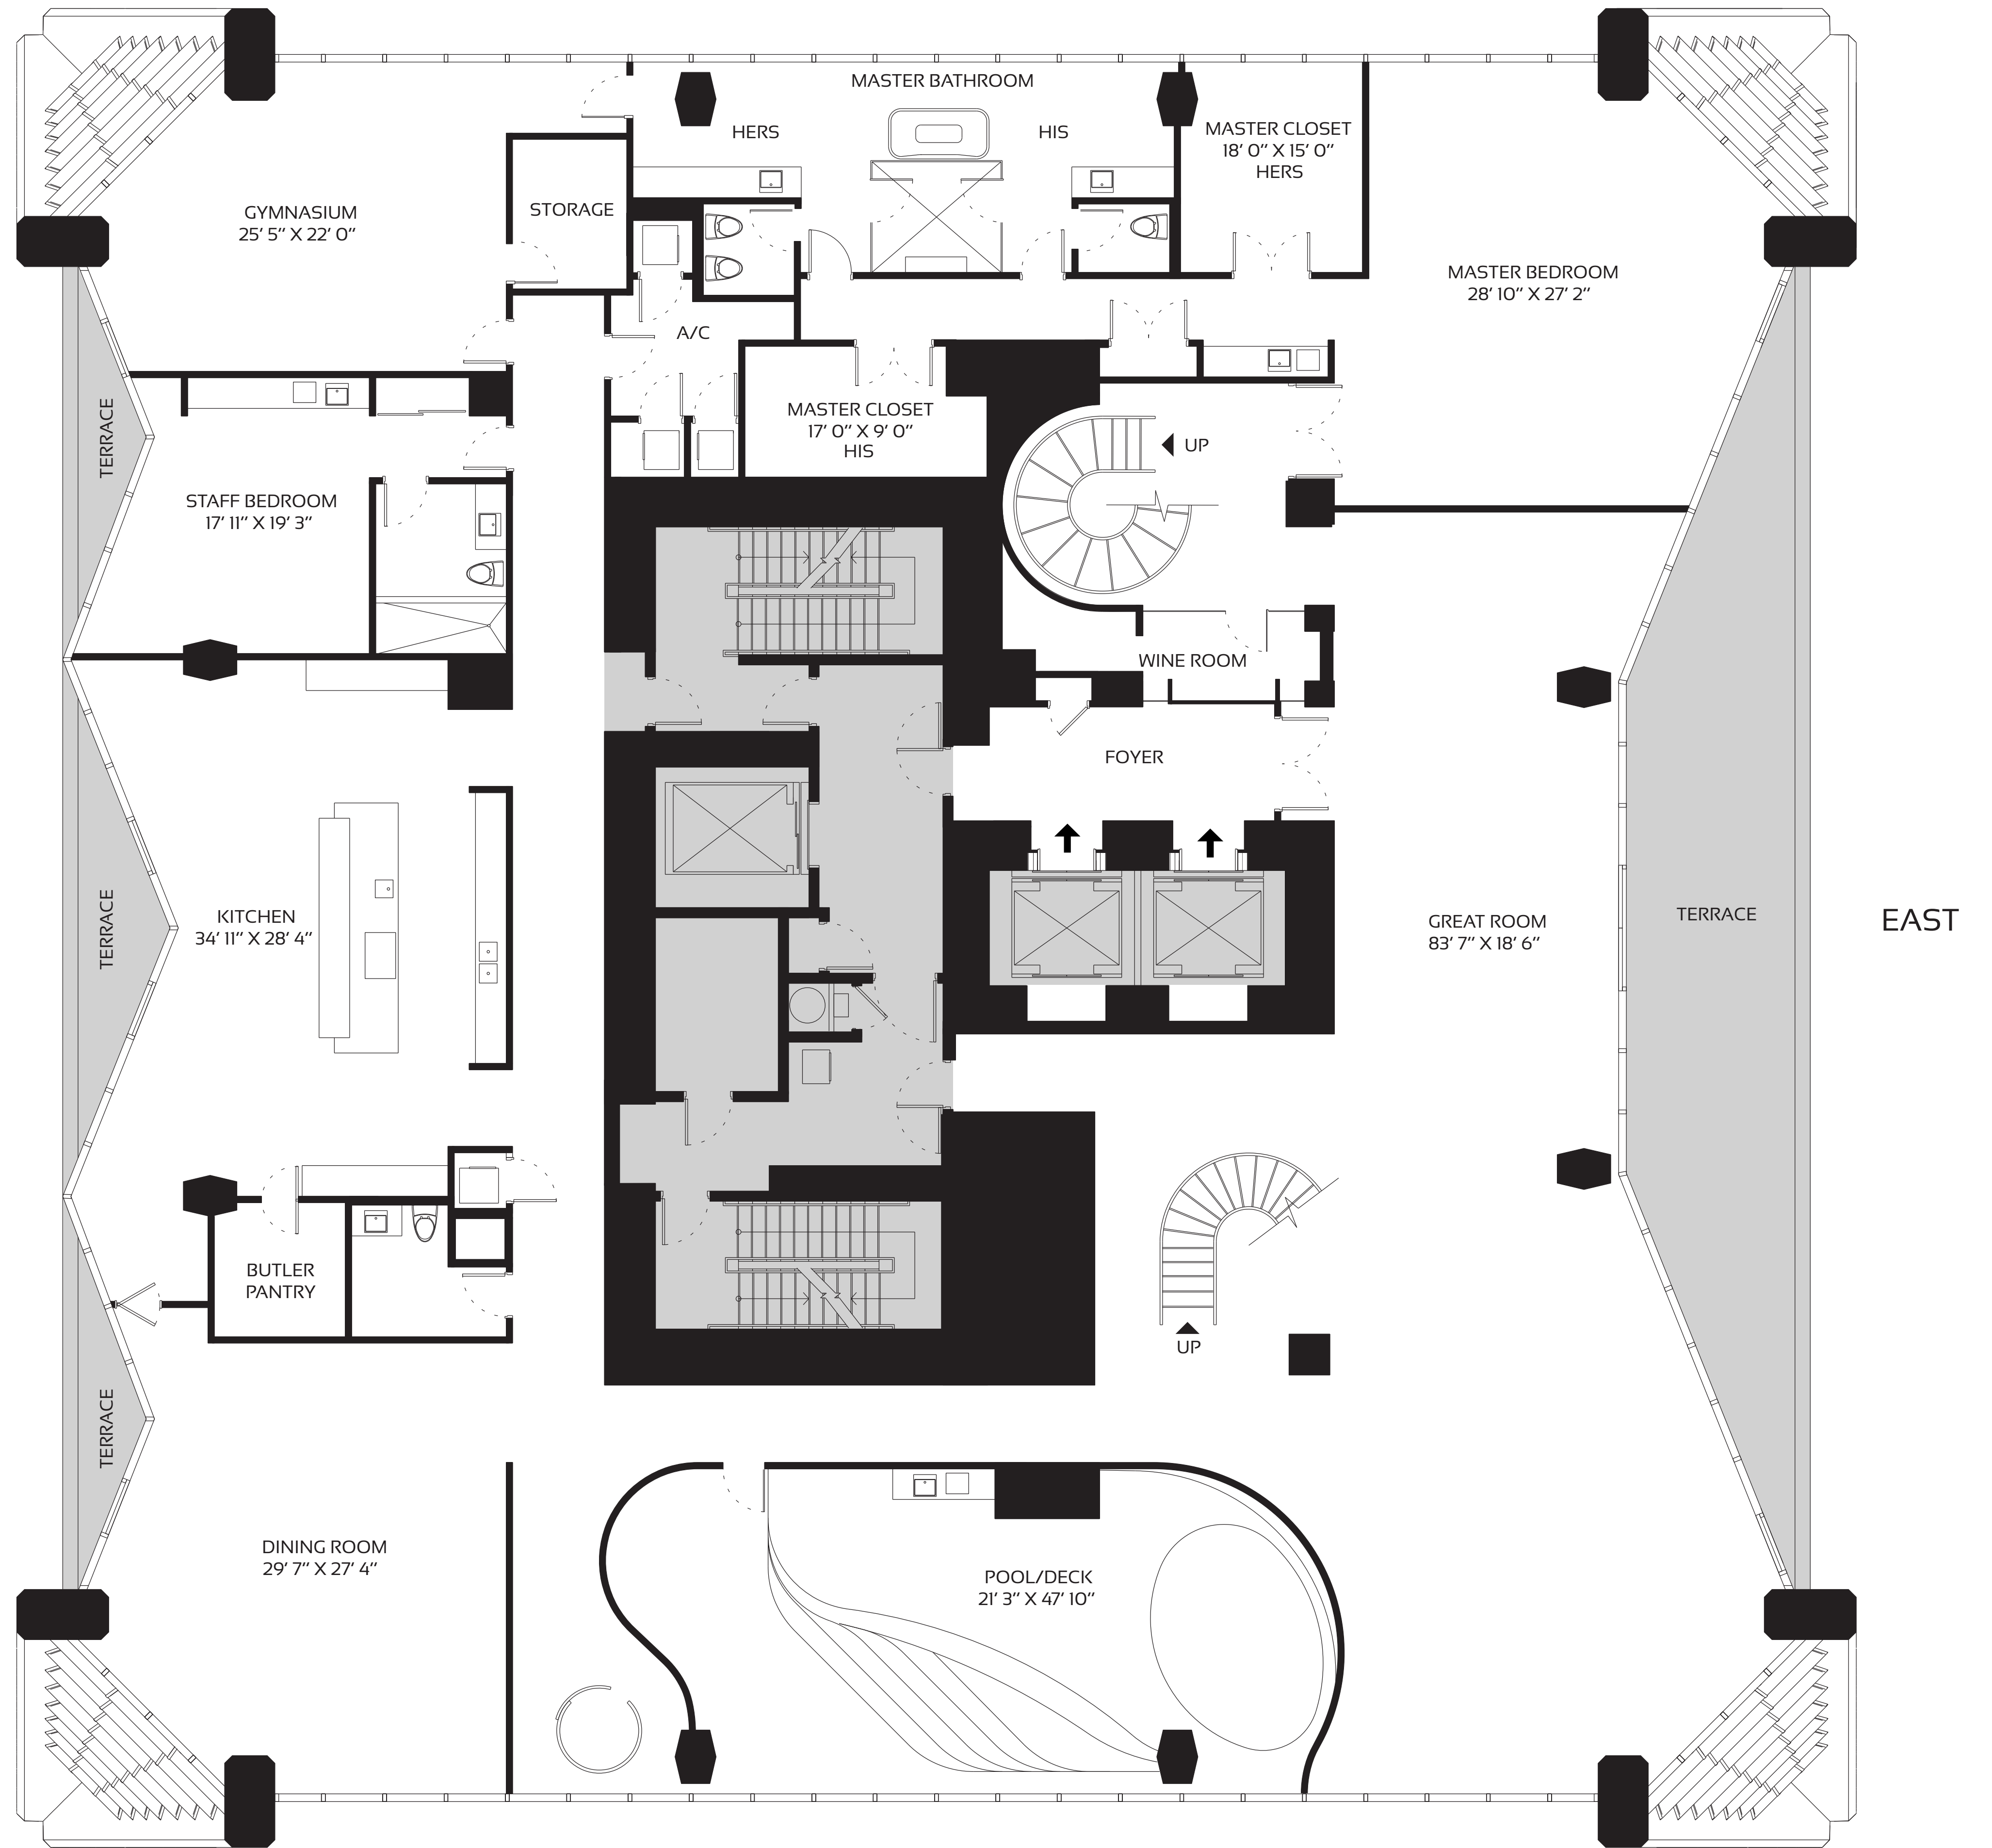 MASTER BATHROOM
HERS
HIS
MASTER CLOSET
18' 0" X 15' 0"
HERS
GYMNASIUM
25' 5" X 22' 0"
STORAGE
MASTER BEDROOM
28' 10" X 27' 2"
A/C
TERRACE
MASTER CLOSET
17' 0" X 9' 0"
HIS
UP
STAFF BEDROOM
17' 11" X 19' 3"
WINE ROOM
FOYER
TERRACE
KITCHEN
34' 11" X 28' 4"
GREAT ROOM
83' 7" X 18' 6"
TERRACE
EAST
BUTLER
PANTRY
UP
TERRACE
DINING ROOM
29' 7" X 27' 4"
POOL/DECK
21' 3" X 47' 10"